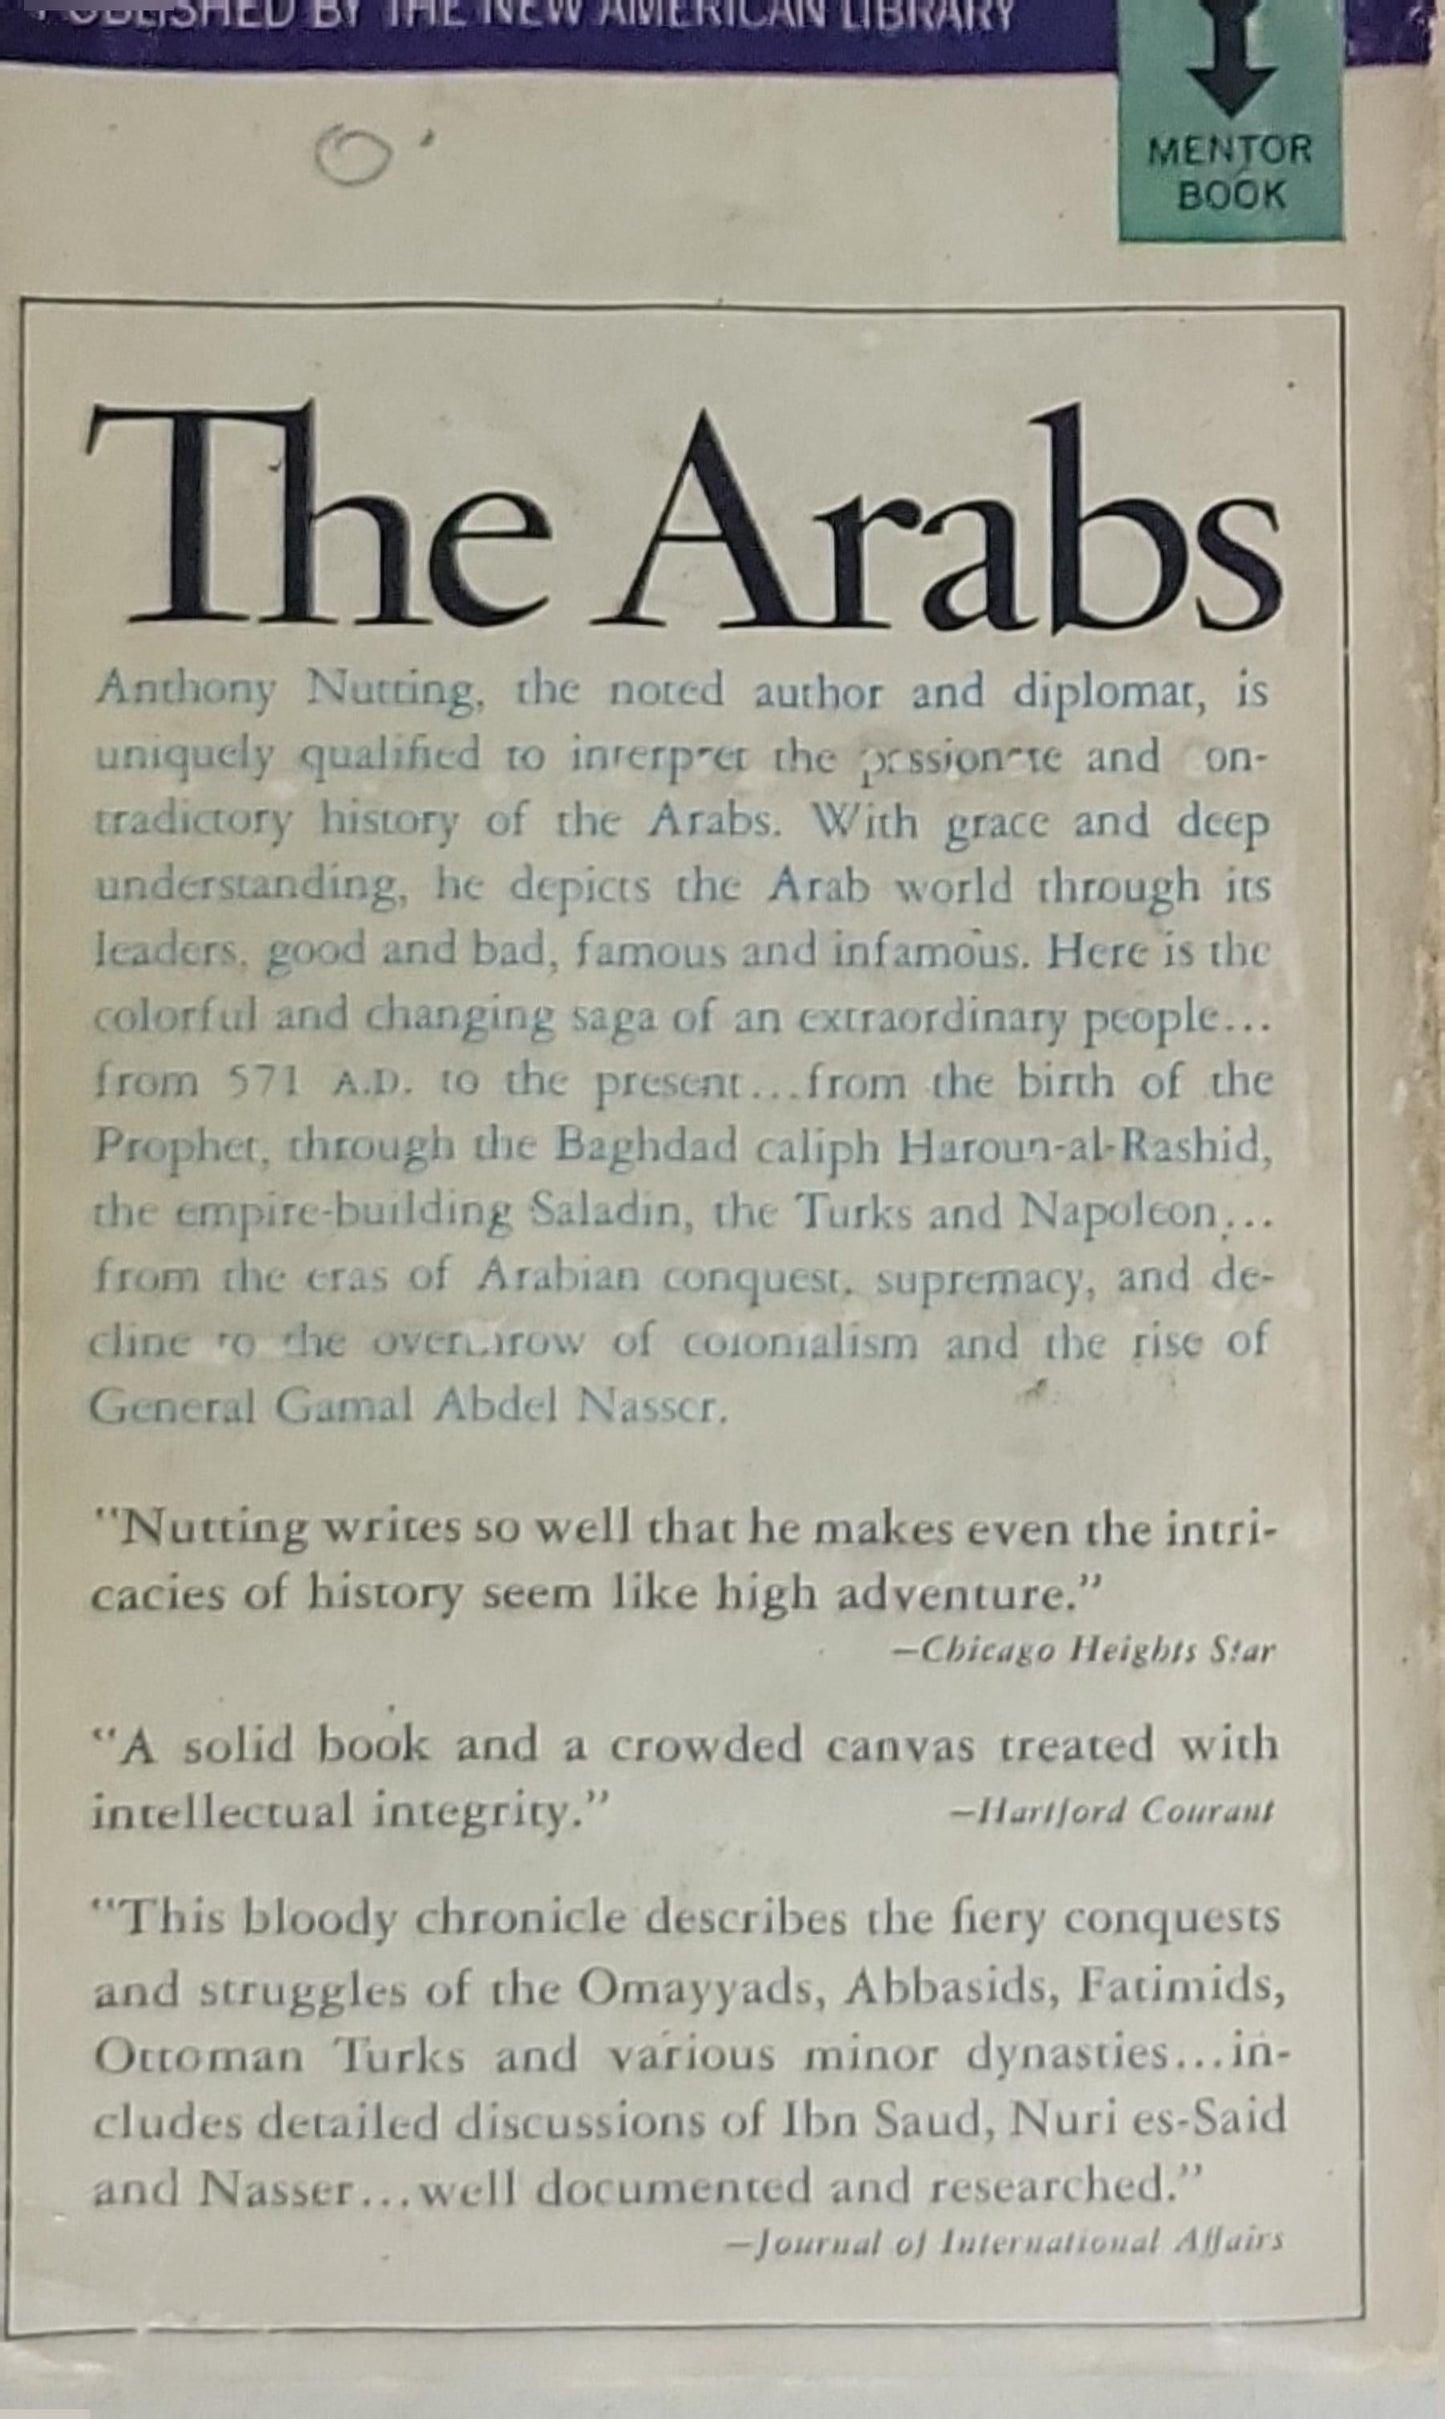 PUBLISHED BY THE NEW AMERICAN LIBRARY
MENTOR
BOOK
The Arabs
Anthony Nutting, the noted author and diplomat, is
uniquely qualified to interpret the passionate and con-
tradictory history of the Arabs. With grace and deep
understanding, he depicts the Arab world through its
leaders, good and bad, famous and infamous. Here is the
colorful and changing saga of an extraordinary people...
from 571 A.D. to the present...from the birth of the
Prophet, through the Baghdad caliph Haroun-al-Rashid,
the empire-building Saladin, the Turks and Napoleon...
from the eras of Arabian conquest, supremacy, and de-
cline to the overthrow of colonialism and the rise of
General Gamal Abdel Nasser.
"Nutting writes so well that he makes even the intri-
cacies of history seem like high adventure."
—Chicago Heights Star
"A solid book and a crowded canvas treated with
intellectual integrity." —Hartford Courant
"This bloody chronicle describes the fiery conquests
and struggles of the Omayyads, Abbasids, Fatimids,
Ottoman Turks and various minor dynasties...in-
cludes detailed discussions of Ibn Saud, Nuri es-Said
and Nasser...well documented and researched."
—Journal of International Affairs